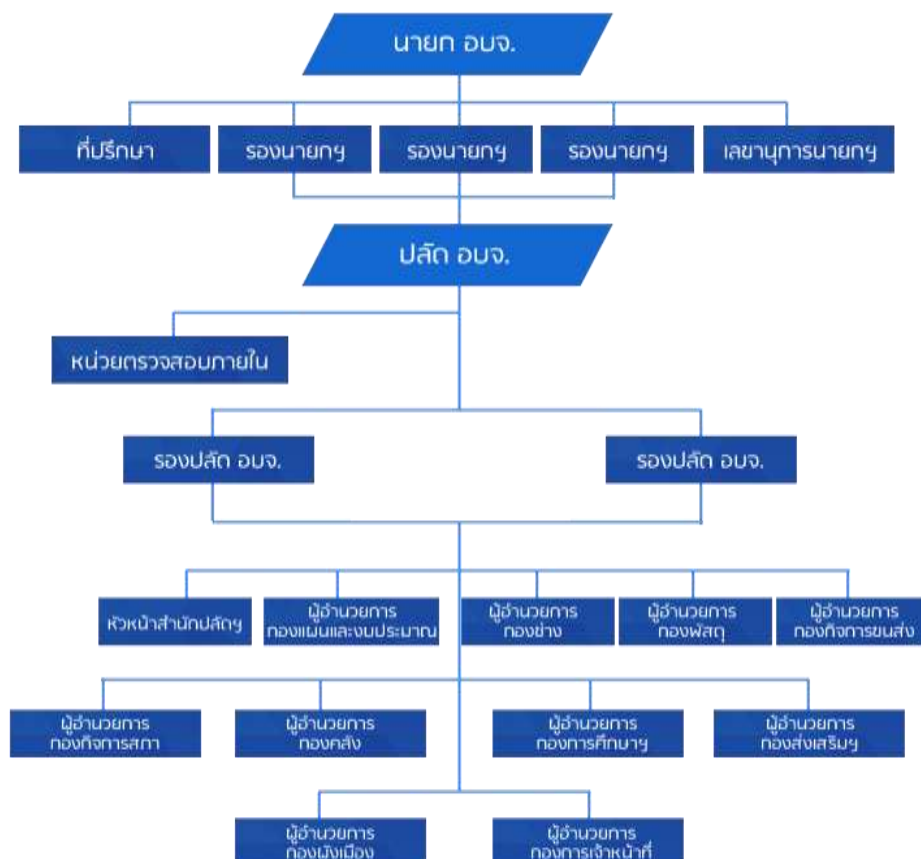 นายก อบจ.
ที่ปรึกษา
รองนายกฯ
รองนายกฯ
รองนายกฯ
เลขานุการนายกฯ
ปลัด อบจ.
หน่วยตรวจสอบภายใน
รองปลัด อบจ.
รองปลัด อบจ.
หัวหน้าสำนักปลัดฯ
ผู้อำนวยการ
กองแผนและงบประมาณ
ผู้อำนวยการ
กองช่าง
ผู้อำนวยการ
กองพัสดุ
ผู้อำนวยการ
กองกิจการขนส่ง
ผู้อำนวยการ
กองกิจการสภา
ผู้อำนวยการ
กองคลัง
ผู้อำนวยการ
กองการศึกษาฯ
ผู้อำนวยการ
กองส่งเสริมฯ
ผู้อำนวยการ
กองผังเมือง
ผู้อำนวยการ
กองการเจ้าหน้าที่